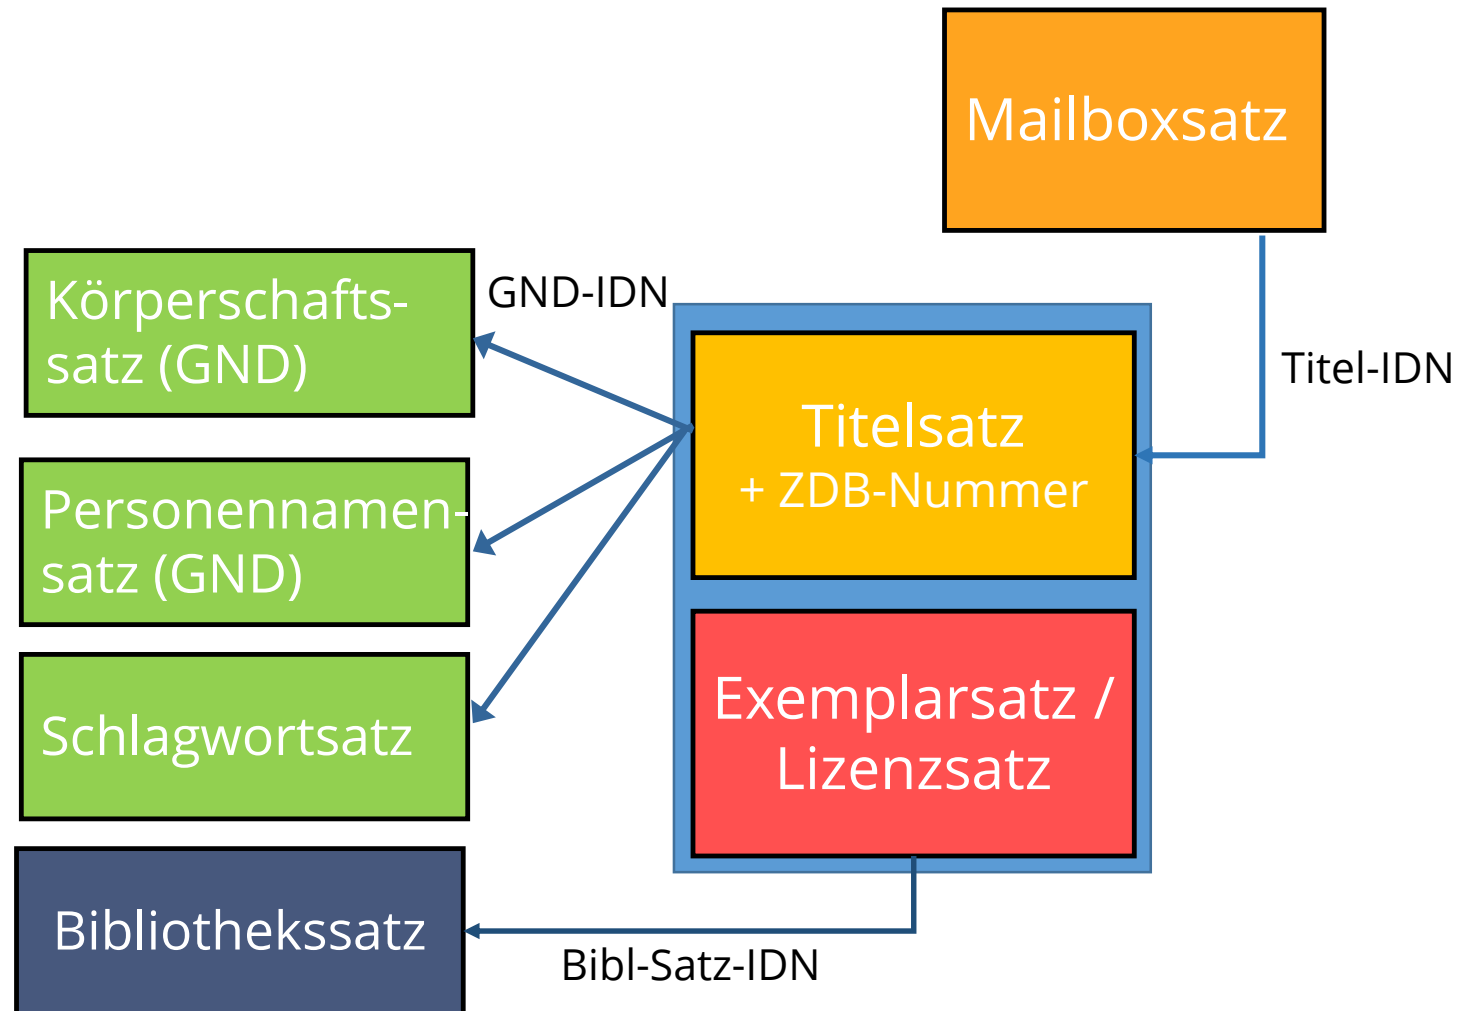 Mailboxsatz
Körperschafts-
satz (GND)
GND-IDN
Titel-IDN
Titelsatz
+ ZDB-Nummer
Personennamen-
satz (GND)
Exemplarsatz /
Lizenzsatz
Schlagwortsatz
Bibliothekssatz
Bibl-Satz-IDN